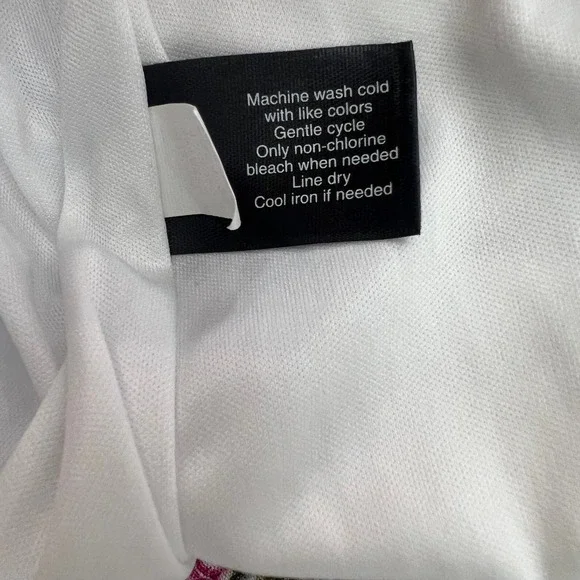 Machine wash cold
with like colors
Gentle cycle
Only non-chlorine
bleach when needed
Line dry
Cool iron if needed